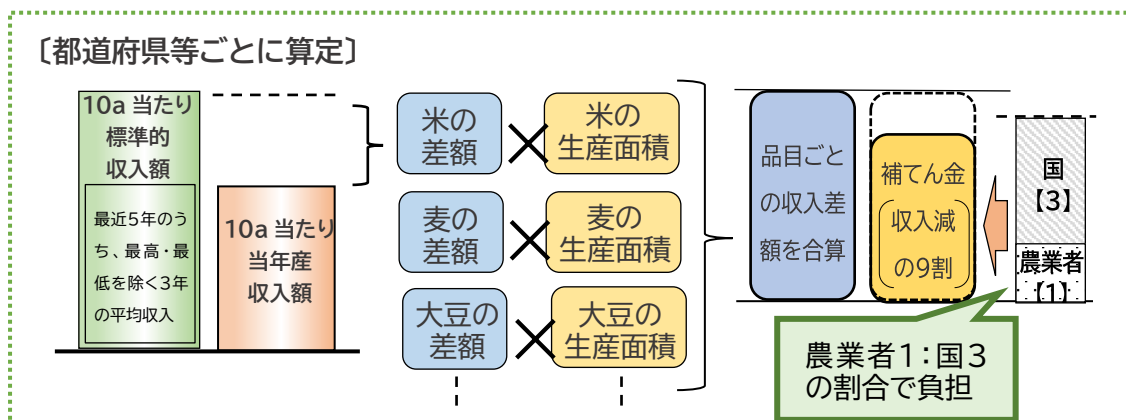 〔都道府県等ごとに算定〕
10a 当たり
標準的
収入額
最近5年のう
ち、最高・最
低を除く3年
の平均収入
10a 当たり
当年産
収入額
米の
差額
×
米の
生産面積
麦の
差額
×
麦の
生産面積
大豆の
差額
×
大豆の
生産面積
品目ごと
の収入差
額を合算
補てん金
収入減
の9割
国
【3】
農業者
【1】
農業者1：国3
の割合で負担